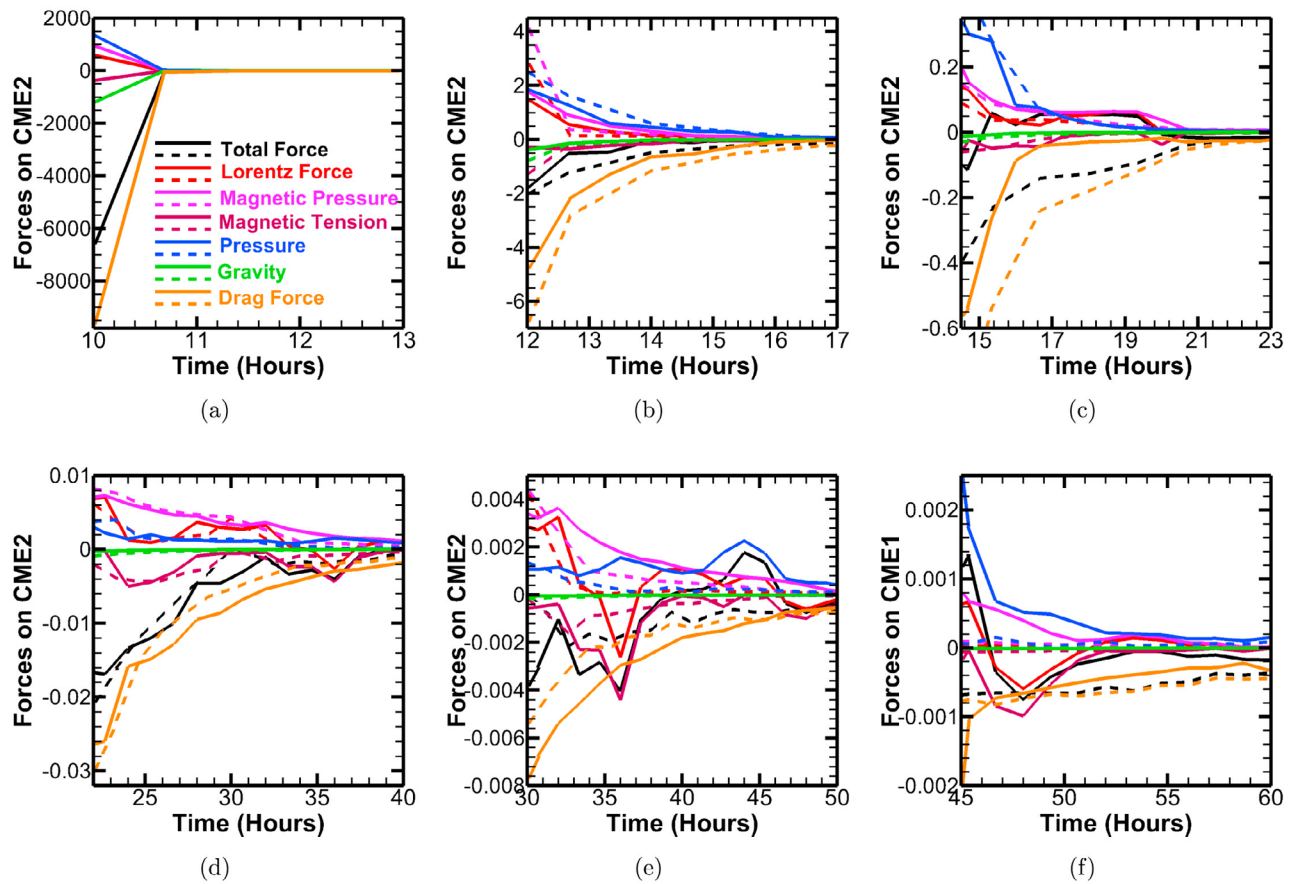 2000
0
-2000
-4000
-6000
-8000
Forces on CME2
Total Force
Lorentz Force
Magnetic Pressure
Magnetic Tension
Pressure
Gravity
Drag Force
10 11 12 13
Time (Hours)
(a)
4
2
0
-2
-4
-6
Forces on CME2
12 13 14 15 16 17
Time (Hours)
(b)
0.2
0
-0.2
-0.4
-0.6
Forces on CME2
15 17 19 21 23
Time (Hours)
(c)
0.01
0
-0.01
-0.02
-0.03
Forces on CME2
25 30 35 40
Time (Hours)
(d)
0.004
0.002
0
-0.002
-0.004
-0.006
-0.008
Forces on CME2
30 35 40 45 50
Time (Hours)
(e)
0.002
0.001
0
-0.001
-0.002
Forces on CME1
45 50 55 60
Time (Hours)
(f)